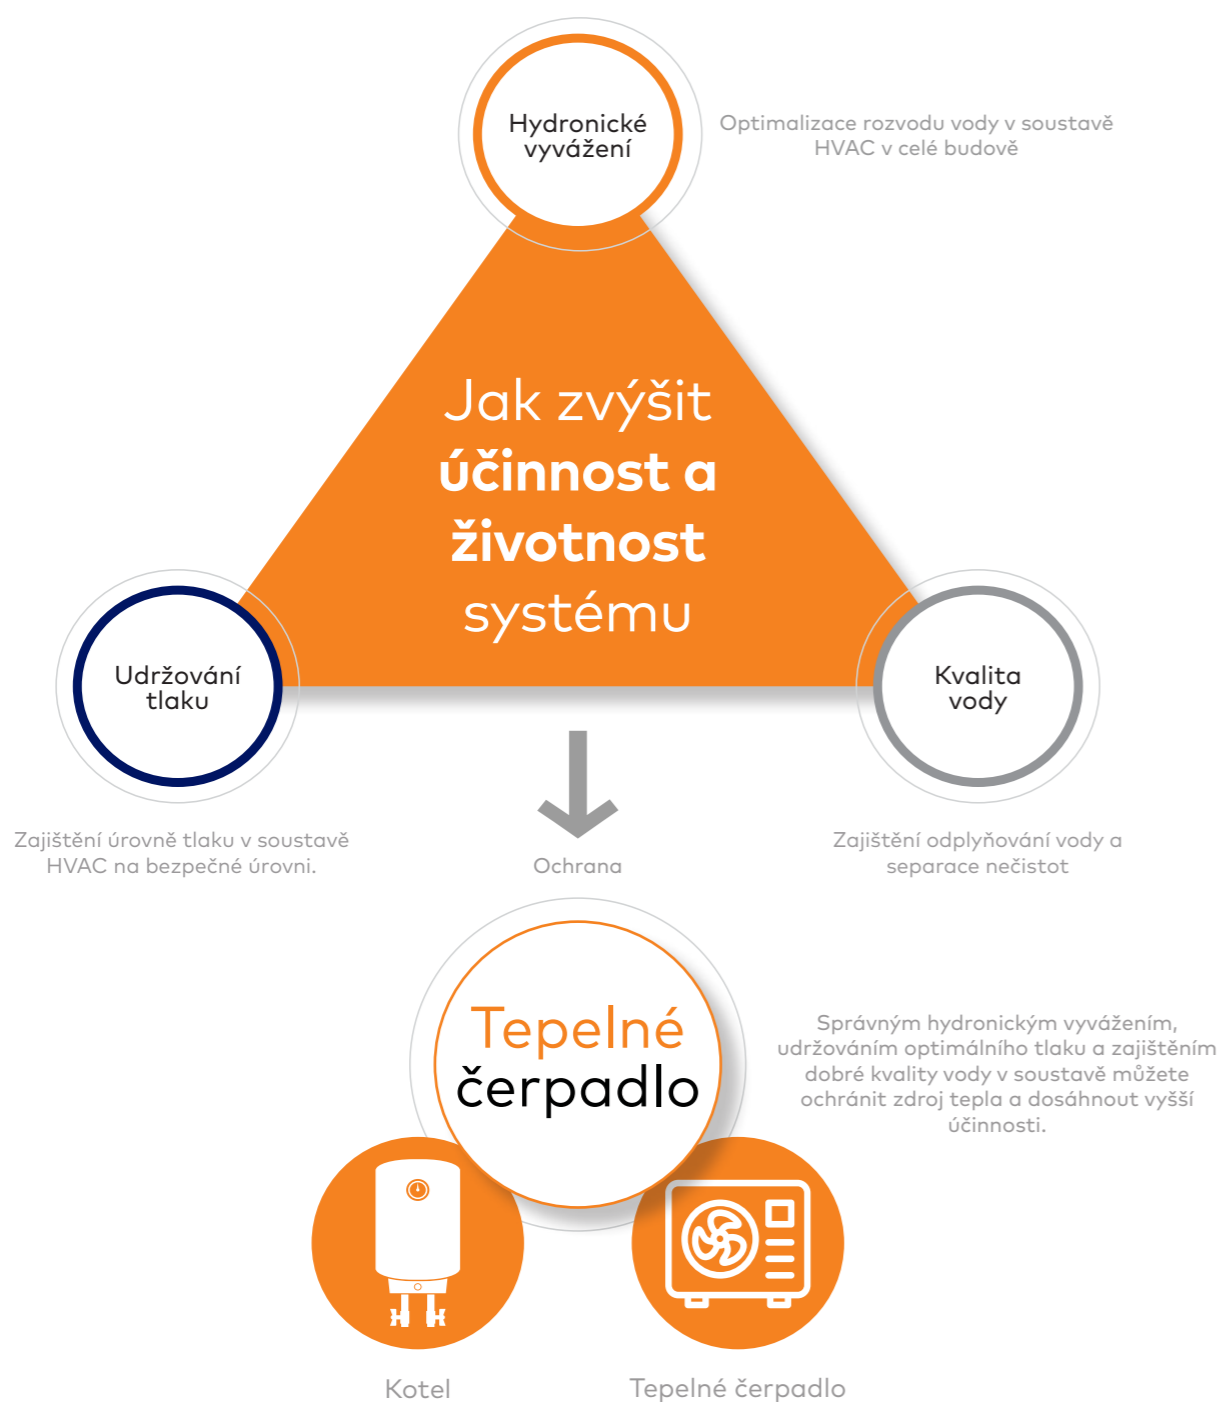 Hydronické
vyvážení
Optimalizace rozvodu vody v soustavě
HVAC v celé budově
Jak zvýšit
účinnost a
životnost
systému
Udržování
tlaku
Kvalita
vody
Zajištění úrovně tlaku v soustavě
HVAC na bezpečné úrovni.
Ochrana
Zajištění odplyňování vody a
separace nečistot
Tepelné
čerpadlo
Správným hydronickým vyvážením,
udržováním optimálního tlaku a zajištěním
dobré kvality vody v soustavě můžete
ochránit zdroj tepla a dosáhnout vyšší
účinnosti.
Kotel
Tepelné čerpadlo